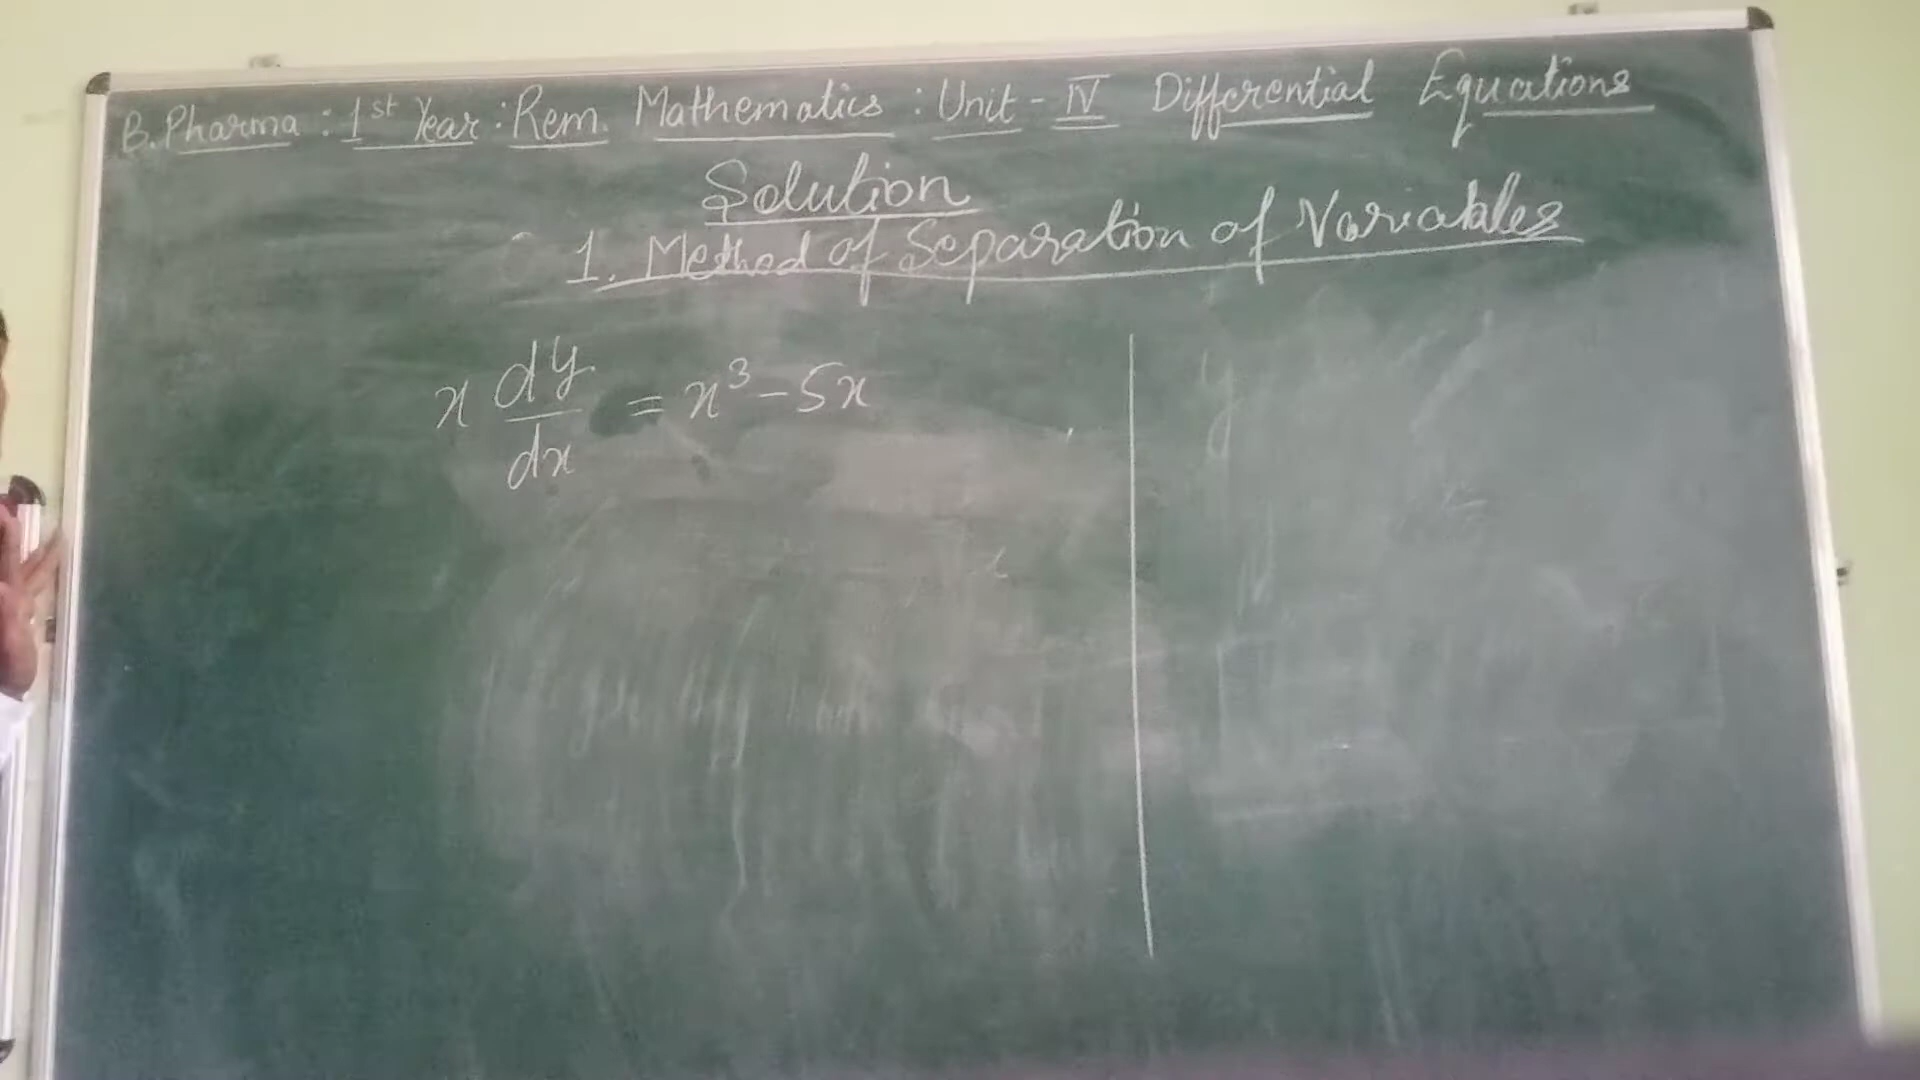 B.Pharma : 1st Year : Rem. Mathematics : Unit - IV Differential Equations
Solution
1. Method of Separation of Variables
x dy/dx = x³ - 5x